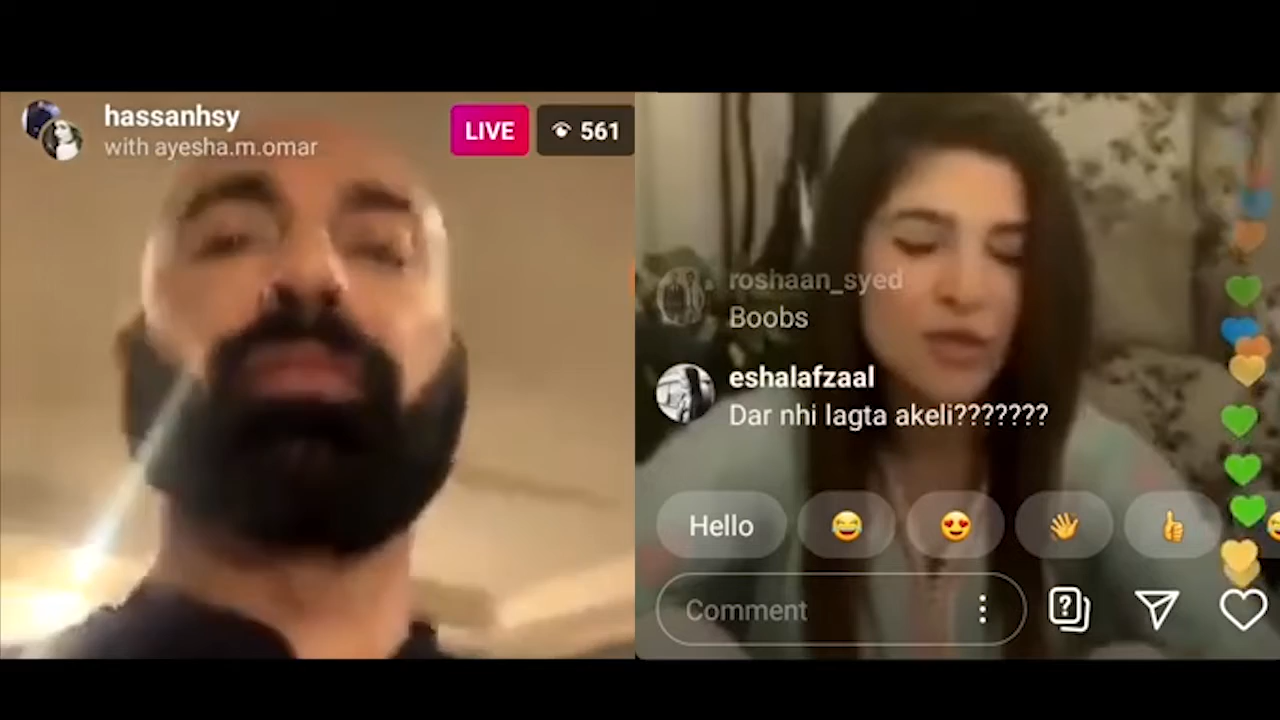 hassanhsy
with ayesha.m.omar
LIVE
561
roshaan_syed
Boobs
eshalafzaal
Dar nhi lagta akeli???????
Hello
Comment